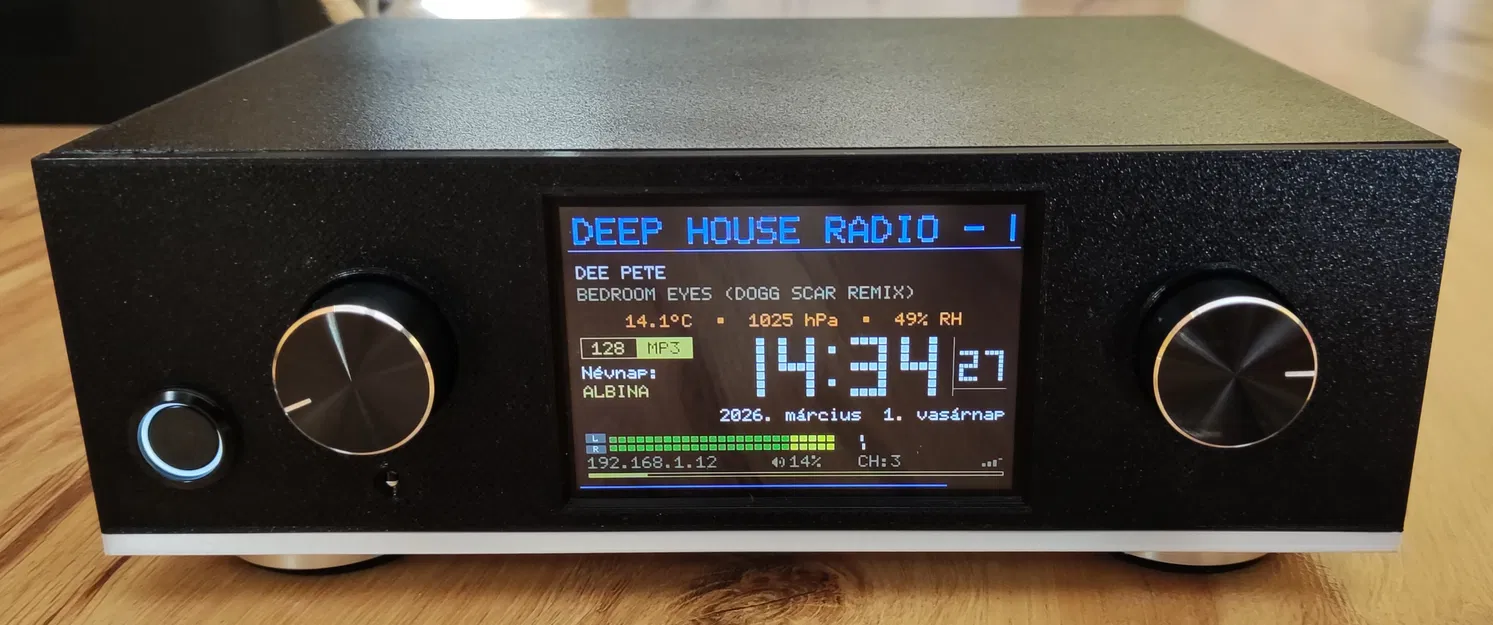 DEEP HOUSE RADIO -
DEE PETE
BEDROOM EYES (DOGG SCAR REMIX)
14.1°C ▪ 1025 hPa ▪ 49% RH
128 MP3
14:34 27
Névnap:
ALBINA
2026. március 1. vasárnap
L
R
192.168.1.12 14% CH:3